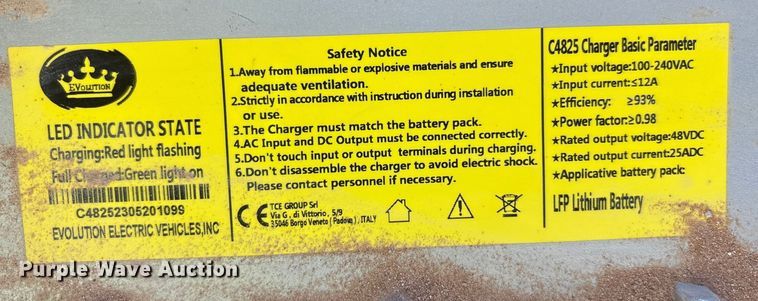 EVOLUTION
LED INDICATOR STATE
Charging:Red light flashing
Full Charged:Green light on
C48252305201099
EVOLUTION ELECTRIC VEHICLES,INC
Safety Notice
1.Away from flammable or explosive materials and ensure
adequate ventilation.
2.Strictly in accordance with instruction during installation
or use.
3.The Charger must match the battery pack.
4.AC Input and DC Output must be connected correctly.
5.Don't touch input or output terminals during charging.
6.Don't disassemble the charger to avoid electric shock.
Please contact personnel if necessary.
CE
TCE GROUP Srl
Via G. di Vittorio, 5/9
35046 Borgo Veneto ( Padova ) , ITALY
C4825 Charger Basic Parameter
★Input voltage:100-240VAC
★Input current:≤12A
★Efficiency: ≥93%
★Power factor:≥0.98
★Rated output voltage:48VDC
★Rated output current:25ADC
★Applicative battery pack:
LFP Lithium Battery
Purple Wave Auction